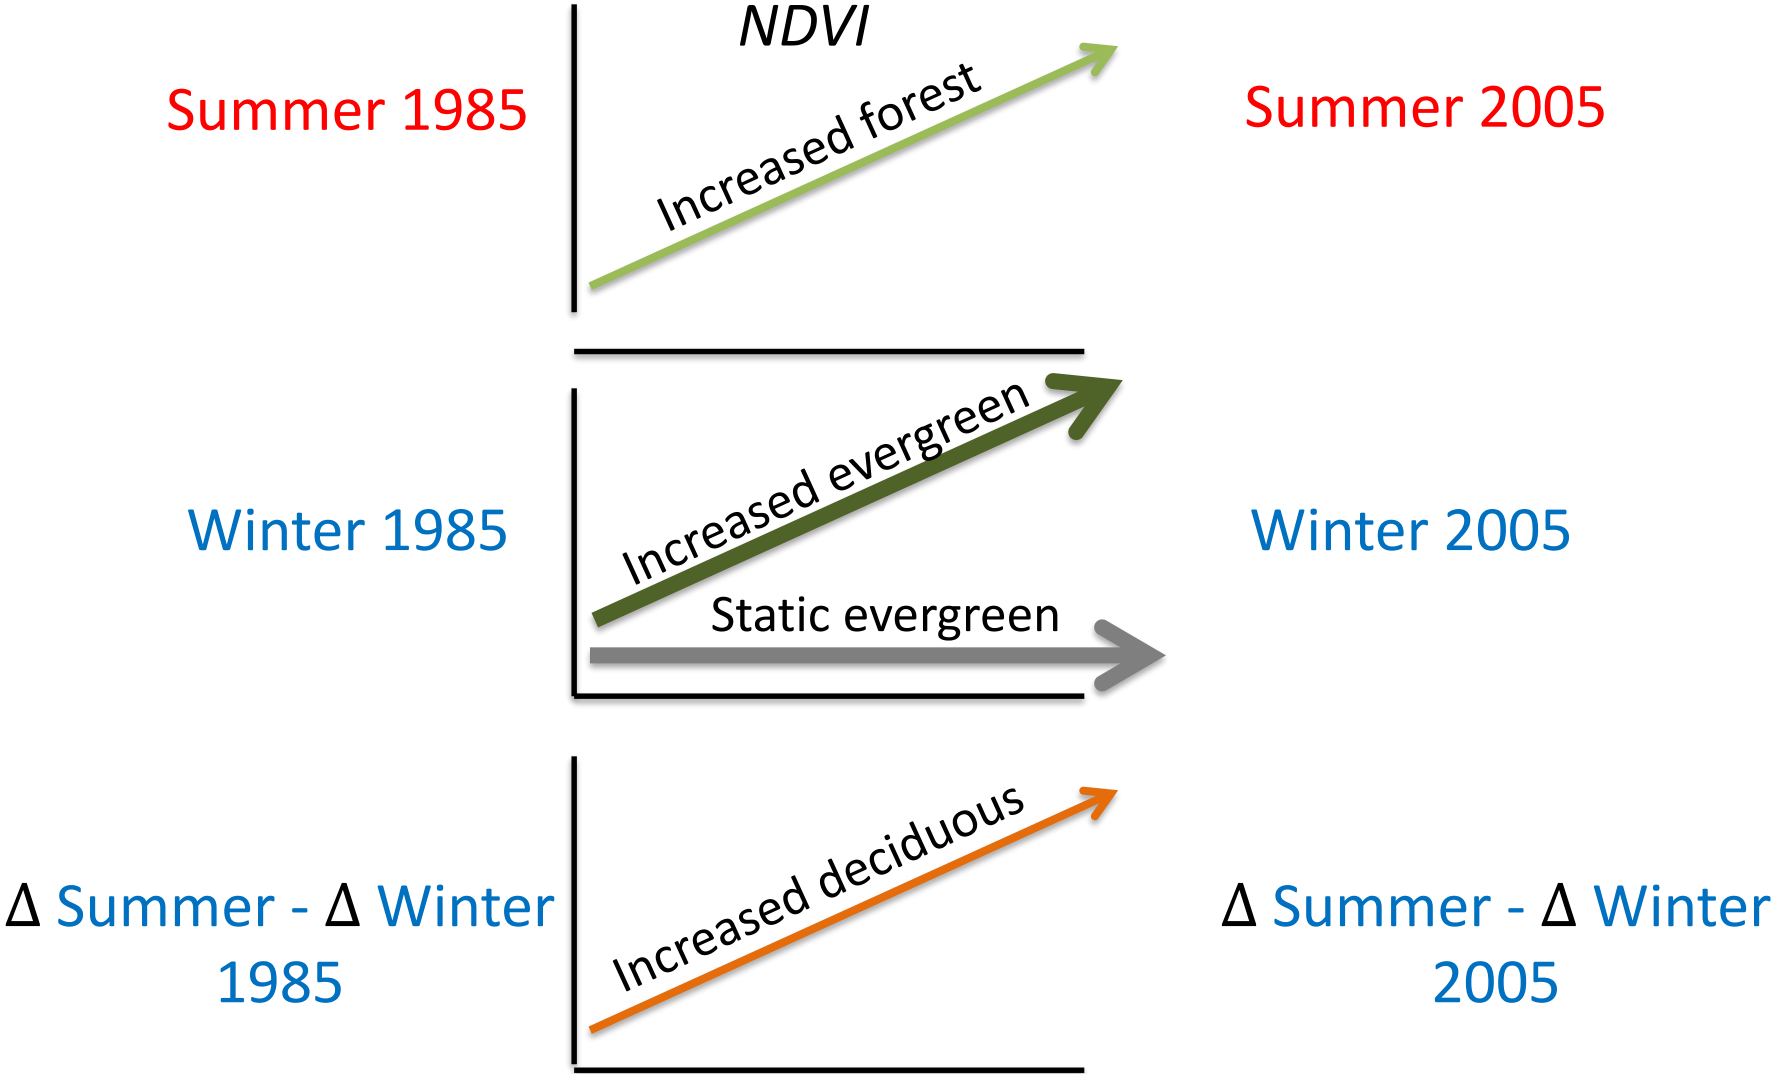 NDVI
Summer 1985
Increased forest
Summer 2005
Winter 1985
Increased evergreen
Static evergreen
Winter 2005
Δ Summer - Δ Winter
1985
Increased deciduous
Δ Summer - Δ Winter
2005